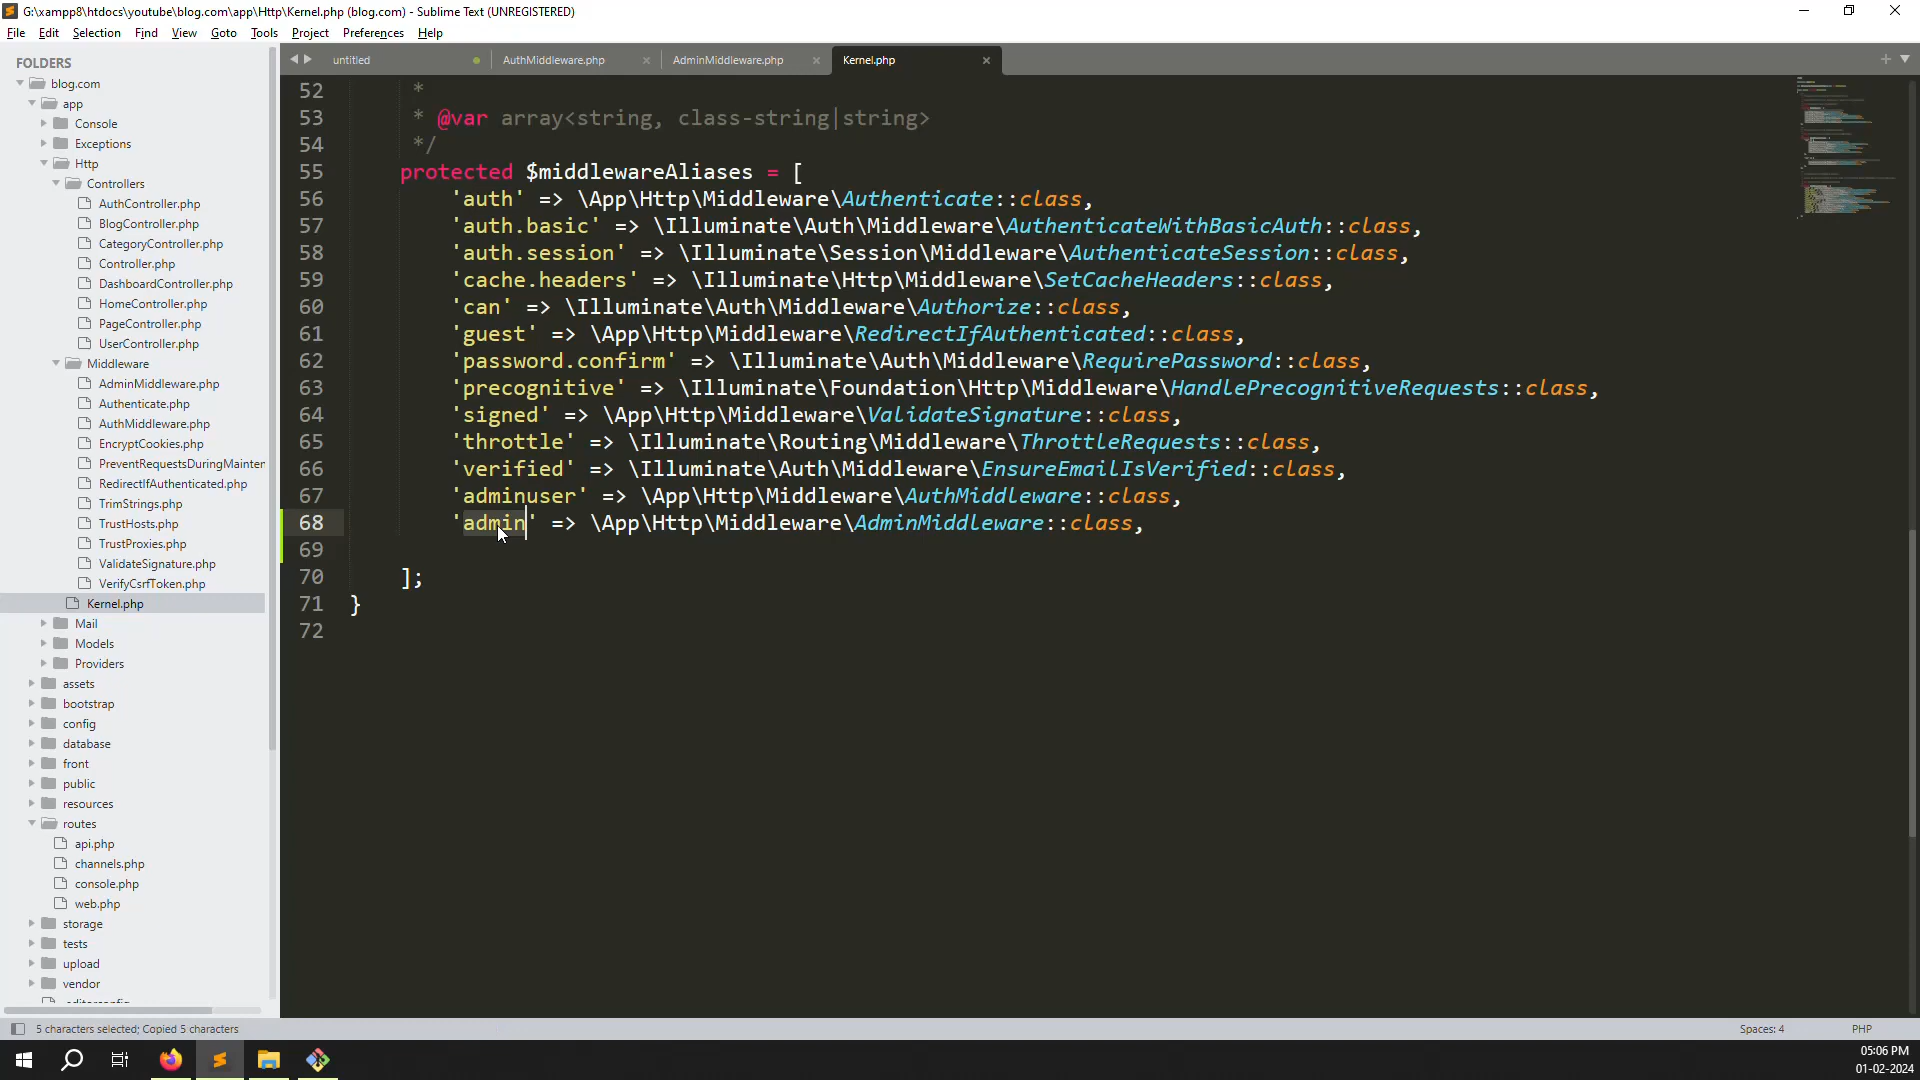 G:\xampp8\htdocs\youtube\blog.com\app\Http\Kernel.php (blog.com) - Sublime Text (UNREGISTERED)
File Edit Selection Find View Goto Tools Project Preferences Help
FOLDERS
blog.com
app
Console
Exceptions
Http
Controllers
AuthController.php
BlogController.php
CategoryController.php
Controller.php
DashboardController.php
HomeController.php
PageController.php
UserController.php
Middleware
AdminMiddleware.php
Authenticate.php
AuthMiddleware.php
EncryptCookies.php
PreventRequestsDuringMainten
RedirectIfAuthenticated.php
TrimStrings.php
TrustHosts.php
TrustProxies.php
ValidateSignature.php
VerifyCsrfToken.php
Kernel.php
Mail
Models
Providers
assets
bootstrap
config
database
front
public
resources
routes
api.php
channels.php
console.php
web.php
storage
tests
upload
vendor
untitled AuthMiddleware.php AdminMiddleware.php Kernel.php
52 *
53 * @var array<string, class-string|string>
54 */
55 protected $middlewareAliases = [
56 'auth' => \App\Http\Middleware\Authenticate::class,
57 'auth.basic' => \Illuminate\Auth\Middleware\AuthenticateWithBasicAuth::class,
58 'auth.session' => \Illuminate\Session\Middleware\AuthenticateSession::class,
59 'cache.headers' => \Illuminate\Http\Middleware\SetCacheHeaders::class,
60 'can' => \Illuminate\Auth\Middleware\Authorize::class,
61 'guest' => \App\Http\Middleware\RedirectIfAuthenticated::class,
62 'password.confirm' => \Illuminate\Auth\Middleware\RequirePassword::class,
63 'precognitive' => \Illuminate\Foundation\Http\Middleware\HandlePrecognitiveRequests::class,
64 'signed' => \App\Http\Middleware\ValidateSignature::class,
65 'throttle' => \Illuminate\Routing\Middleware\ThrottleRequests::class,
66 'verified' => \Illuminate\Auth\Middleware\EnsureEmailIsVerified::class,
67 'adminuser' => \App\Http\Middleware\AuthMiddleware::class,
68 'admin' => \App\Http\Middleware\AdminMiddleware::class,
69
70 ];
71 }
72
5 characters selected; Copied 5 characters Spaces: 4 PHP
05:06 PM
01-02-2024